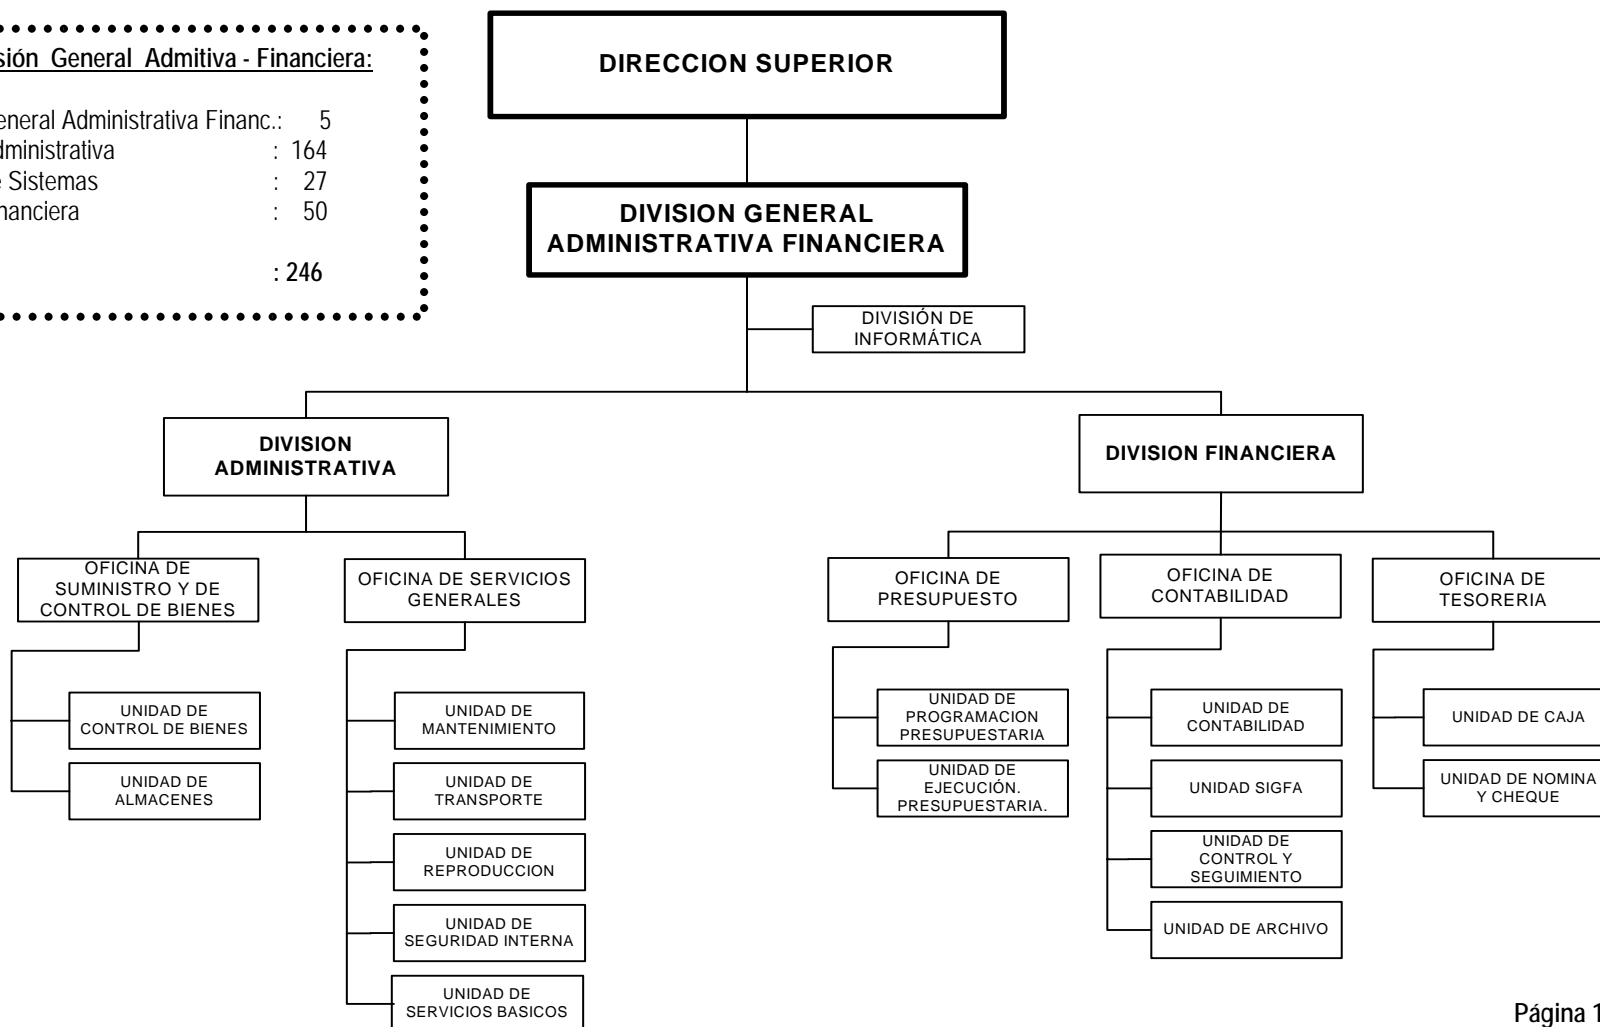 sión General Admitiva - Financiera:
eneral Administrativa Financ.: 5
dministrativa : 164
e Sistemas : 27
nanciera : 50
: 246
DIRECCION SUPERIOR
DIVISION GENERAL
ADMINISTRATIVA FINANCIERA
DIVISIÓN DE
INFORMÁTICA
DIVISION
ADMINISTRATIVA
DIVISION FINANCIERA
OFICINA DE
SUMINISTRO Y DE
CONTROL DE BIENES
OFICINA DE SERVICIOS
GENERALES
OFICINA DE
PRESUPUESTO
OFICINA DE
CONTABILIDAD
OFICINA DE
TESORERIA
UNIDAD DE
CONTROL DE BIENES
UNIDAD DE
ALMACENES
UNIDAD DE
MANTENIMIENTO
UNIDAD DE
TRANSPORTE
UNIDAD DE
REPRODUCCION
UNIDAD DE
SEGURIDAD INTERNA
UNIDAD DE
SERVICIOS BASICOS
UNIDAD DE
PROGRAMACION
PRESUPUESTARIA
UNIDAD DE
EJECUCIÓN.
PRESUPUESTARIA.
UNIDAD DE
CONTABILIDAD
UNIDAD SIGFA
UNIDAD DE
CONTROL Y
SEGUIMIENTO
UNIDAD DE ARCHIVO
UNIDAD DE CAJA
UNIDAD DE NOMINA
Y CHEQUE
Página 1